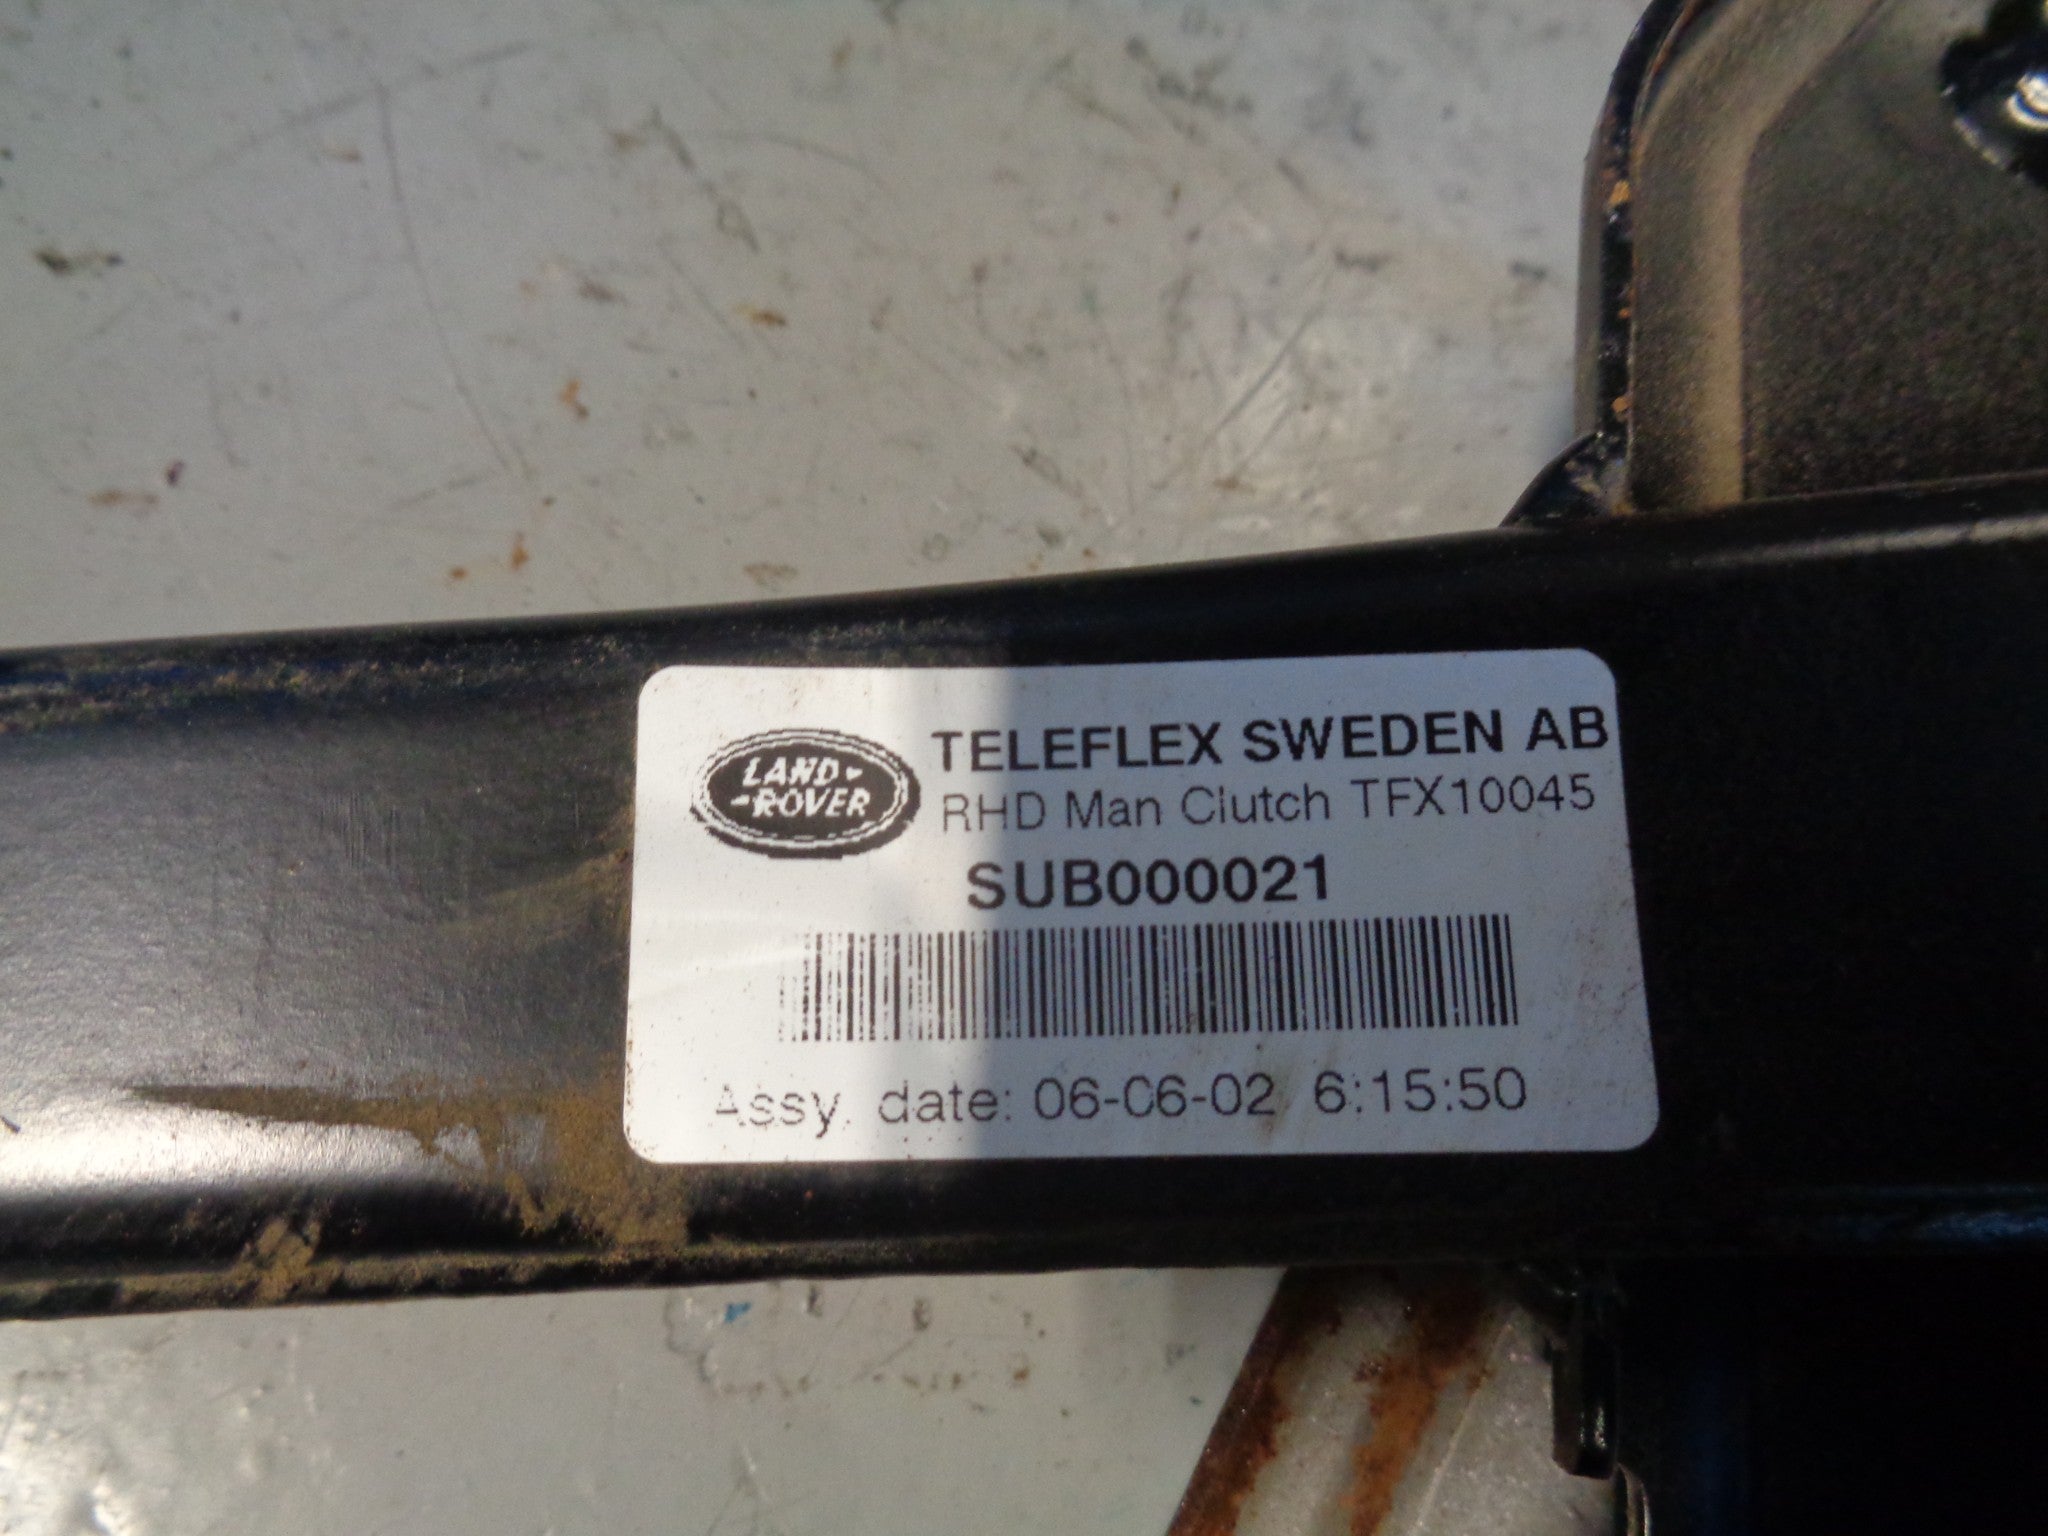 LAND-
-ROVER
TELEFLEX SWEDEN AB
RHD Man Clutch TFX10045
SUB000021
Assy. date: 06-06-02 6:15:50